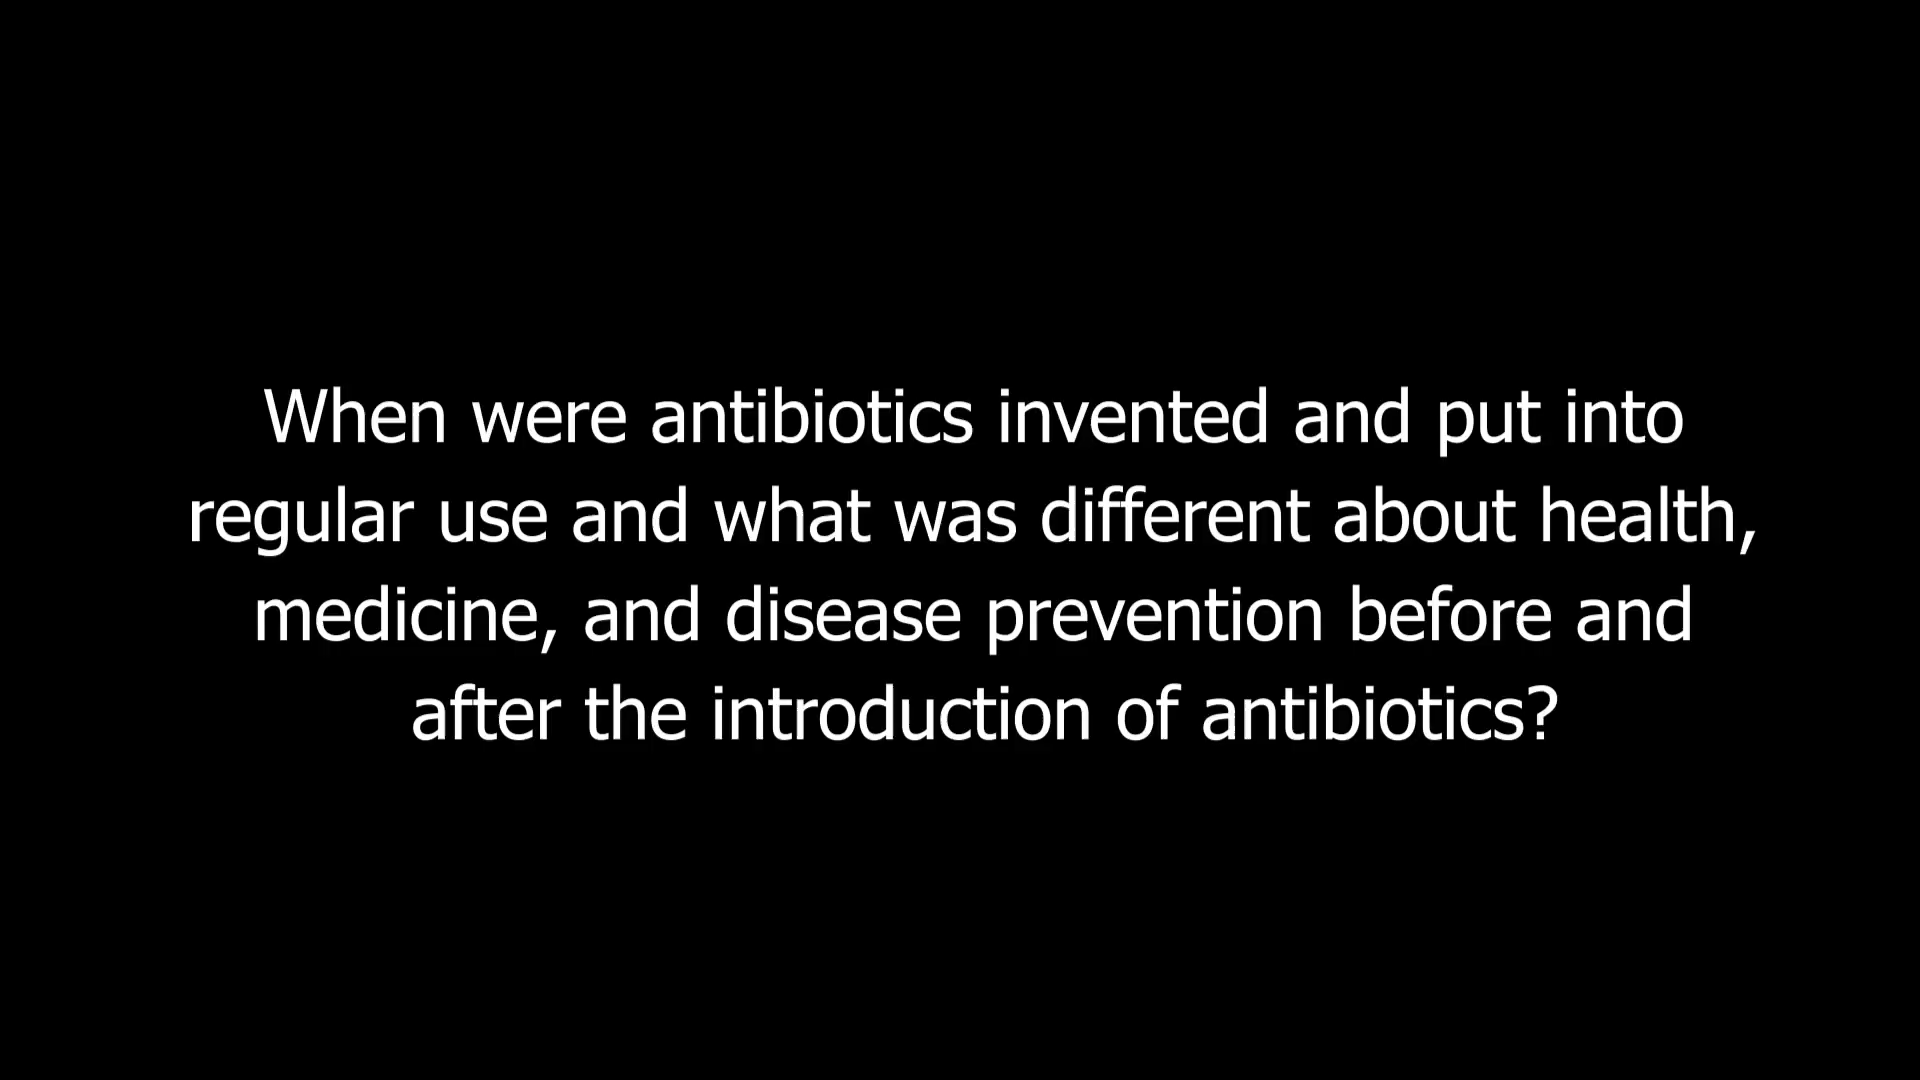 When were antibiotics invented and put into
regular use and what was different about health,
medicine, and disease prevention before and
after the introduction of antibiotics?